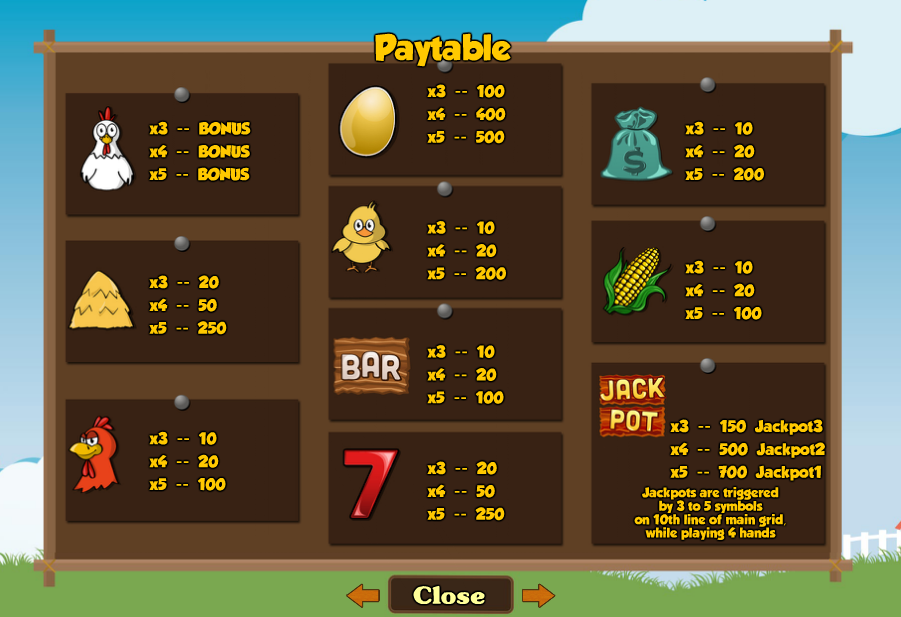 Paytable
x3 -- BONUS
x4 -- BONUS
x5 -- BONUS
x3 -- 20
x4 -- 50
x5 -- 250
x3 -- 10
x4 -- 20
x5 -- 100
x3 -- 100
x4 -- 400
x5 -- 500
x3 -- 10
x4 -- 20
x5 -- 200
BAR
x3 -- 10
x4 -- 20
x5 -- 100
7
x3 -- 20
x4 -- 50
x5 -- 250
$
x3 -- 10
x4 -- 20
x5 -- 200
x3 -- 10
x4 -- 20
x5 -- 100
JACK
POT
x3 -- 150 Jackpot3
x4 -- 500 Jackpot2
x5 -- 700 Jackpot1
Jackpots are triggered
by 3 to 5 symbols
on 10th line of main grid,
while playing 4 hands
Close